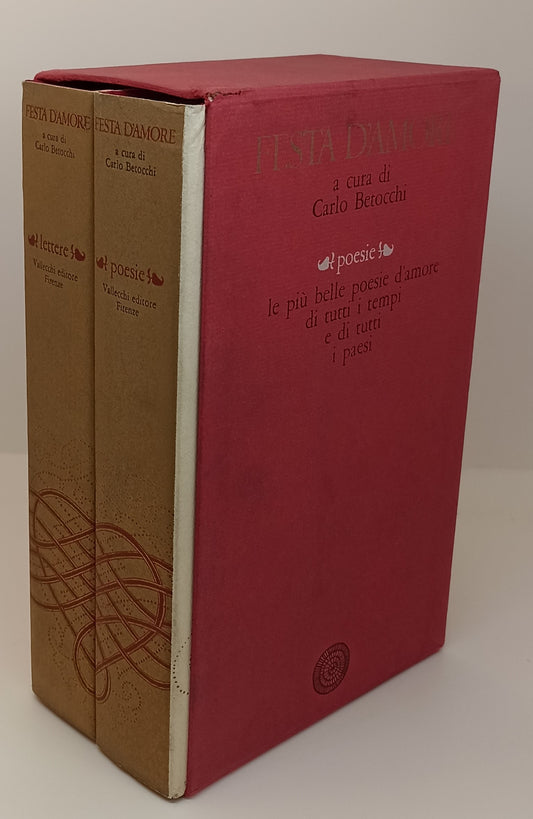 FESTA D'AMORE
a cura di
Carlo Betocchi
lettere
Vallecchi editore
Firenze
FESTA D'AMORE
a cura di
Carlo Betocchi
poesie
Vallecchi editore
Firenze
FESTA D'AMORE
a cura di
Carlo Betocchi
poesie
le più belle poesie d'amore
di tutti i tempi
e di tutti
i paesi